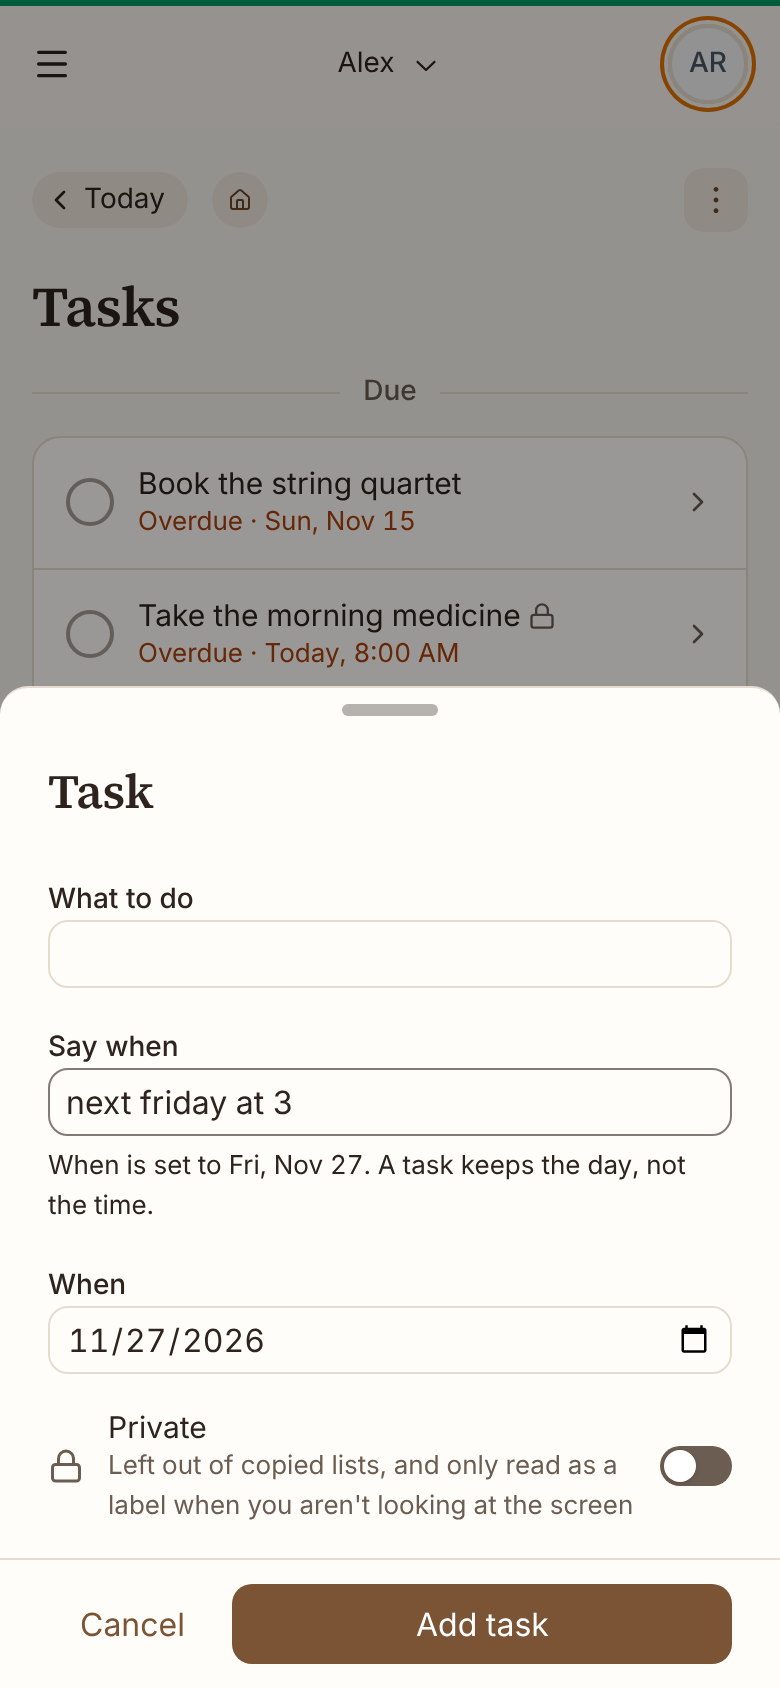 Alex
AR
Today
Tasks
Due
Book the string quartet
Overdue · Sun, Nov 15
Take the morning medicine
Overdue · Today, 8:00 AM
Task
What to do
Say when
next friday at 3
When is set to Fri, Nov 27. A task keeps the day, not
the time.
When
11/27/2026
Private
Left out of copied lists, and only read as a
label when you aren't looking at the screen
Cancel
Add task